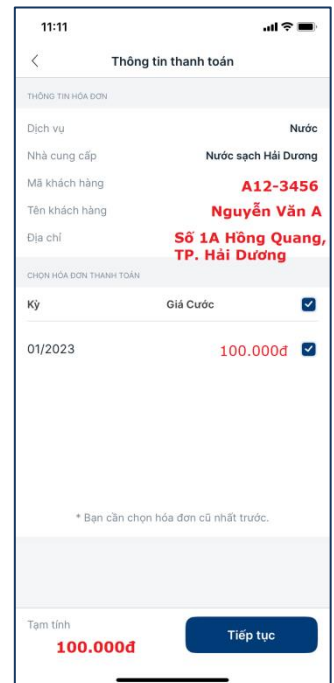 11:11
Thông tin thanh toán
THÔNG TIN HÓA ĐƠN
Dịch vụ Nước
Nhà cung cấp Nước sạch Hải Dương
Mã khách hàng A12-3456
Tên khách hàng Nguyễn Văn A
Địa chỉ Số 1A Hồng Quang,
TP. Hải Dương
CHỌN HÓA ĐƠN THANH TOÁN
Kỳ Giá Cước
01/2023 100.000đ
* Bạn cần chọn hóa đơn cũ nhất trước.
Tạm tính
100.000đ
Tiếp tục